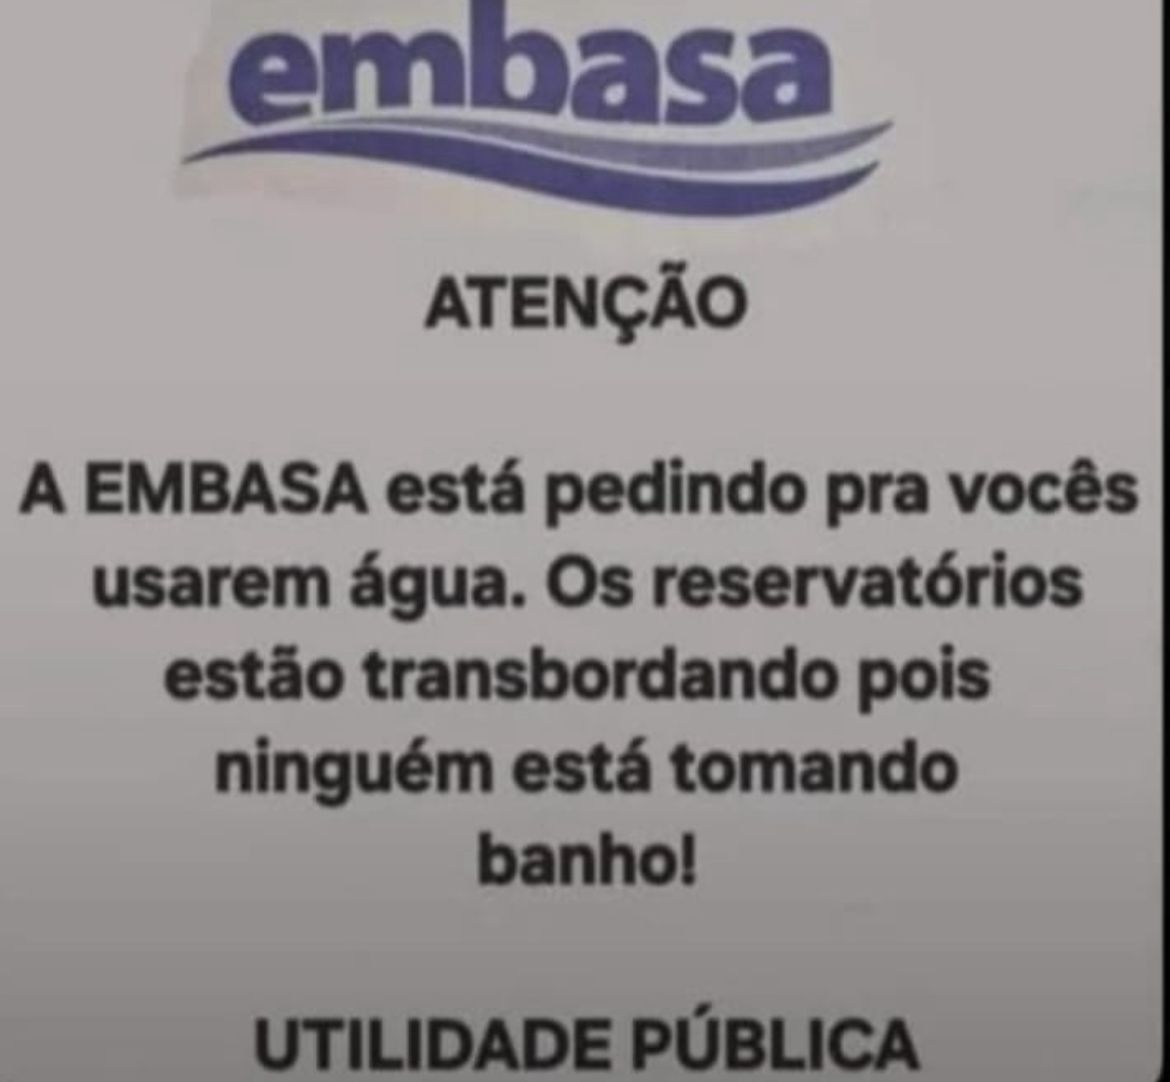 embasa
ATENÇÃO
A EMBASA está pedindo pra vocês
usarem água. Os reservatórios
estão transbordando pois
ninguém está tomando
banho!
UTILIDADE PÚBLICA